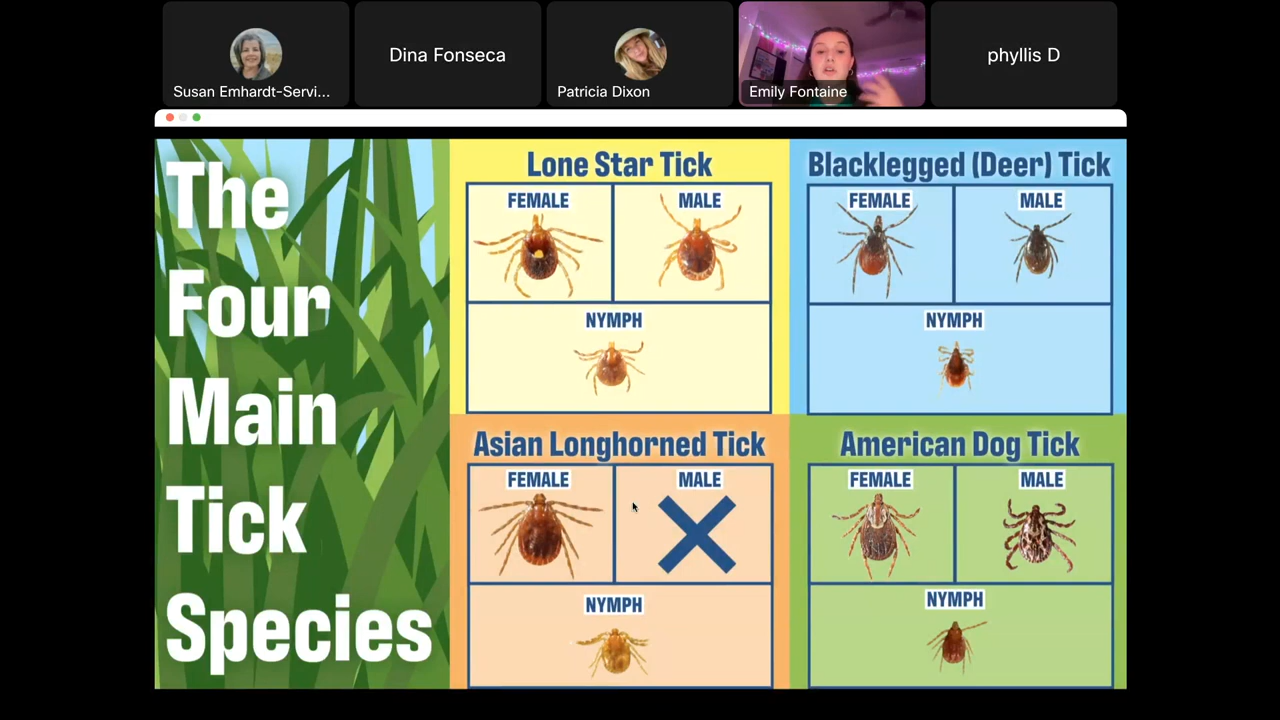 Susan Emhardt-Servi...
Dina Fonseca
Patricia Dixon
Emily Fontaine
phyllis D
The
Four
Main
Tick
Species
Lone Star Tick
FEMALE
MALE
NYMPH
Blacklegged (Deer) Tick
FEMALE
MALE
NYMPH
Asian Longhorned Tick
FEMALE
MALE
NYMPH
American Dog Tick
FEMALE
MALE
NYMPH